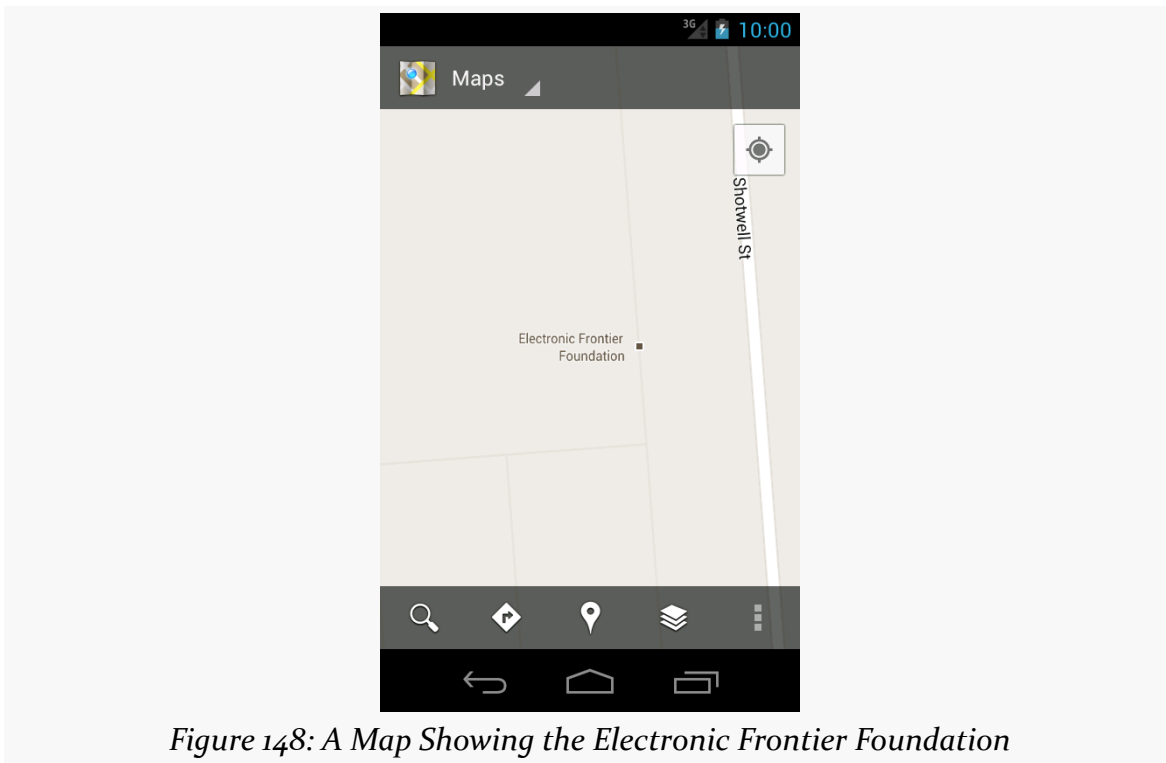 3G 10:00
Maps
Shotwell St
Electronic Frontier
Foundation
Figure 148: A Map Showing the Electronic Frontier Foundation